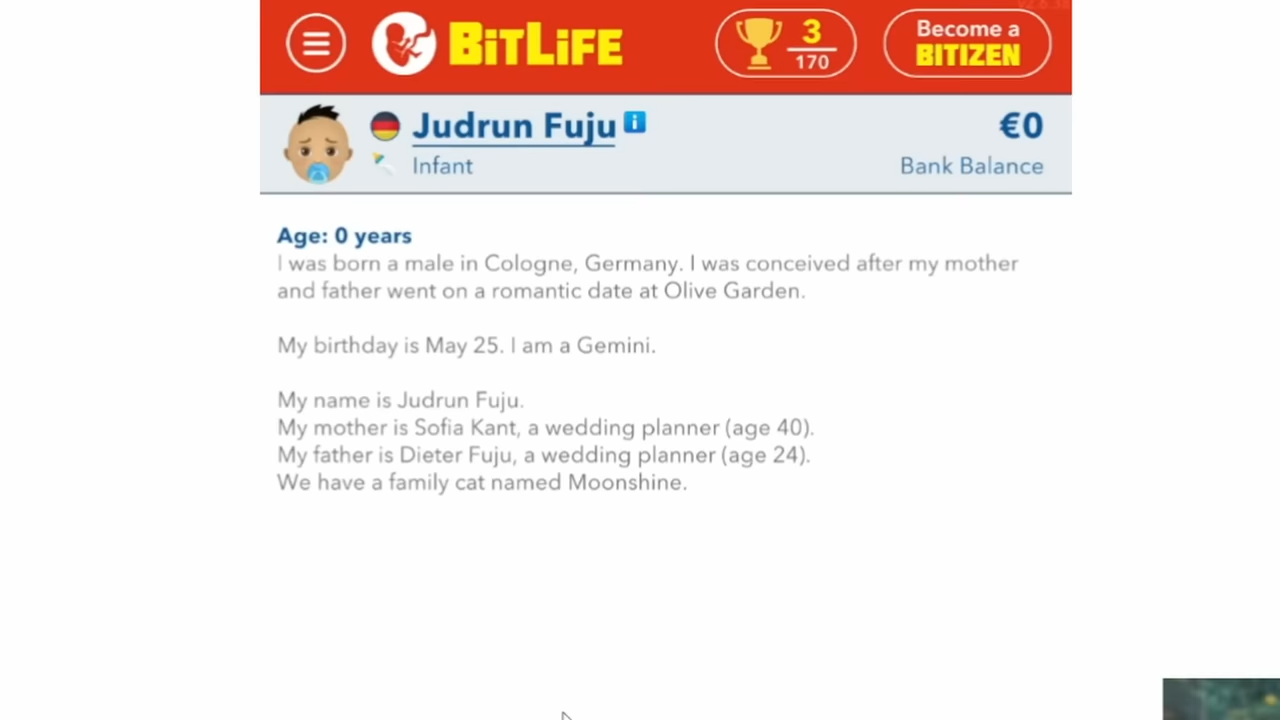 BiTLiFE
3
170
Become a
BITIZEN
Judrun Fuju
i
€0
Infant
Bank Balance
Age: 0 years
I was born a male in Cologne, Germany. I was conceived after my mother
and father went on a romantic date at Olive Garden.
My birthday is May 25. I am a Gemini.
My name is Judrun Fuju.
My mother is Sofia Kant, a wedding planner (age 40).
My father is Dieter Fuju, a wedding planner (age 24).
We have a family cat named Moonshine.